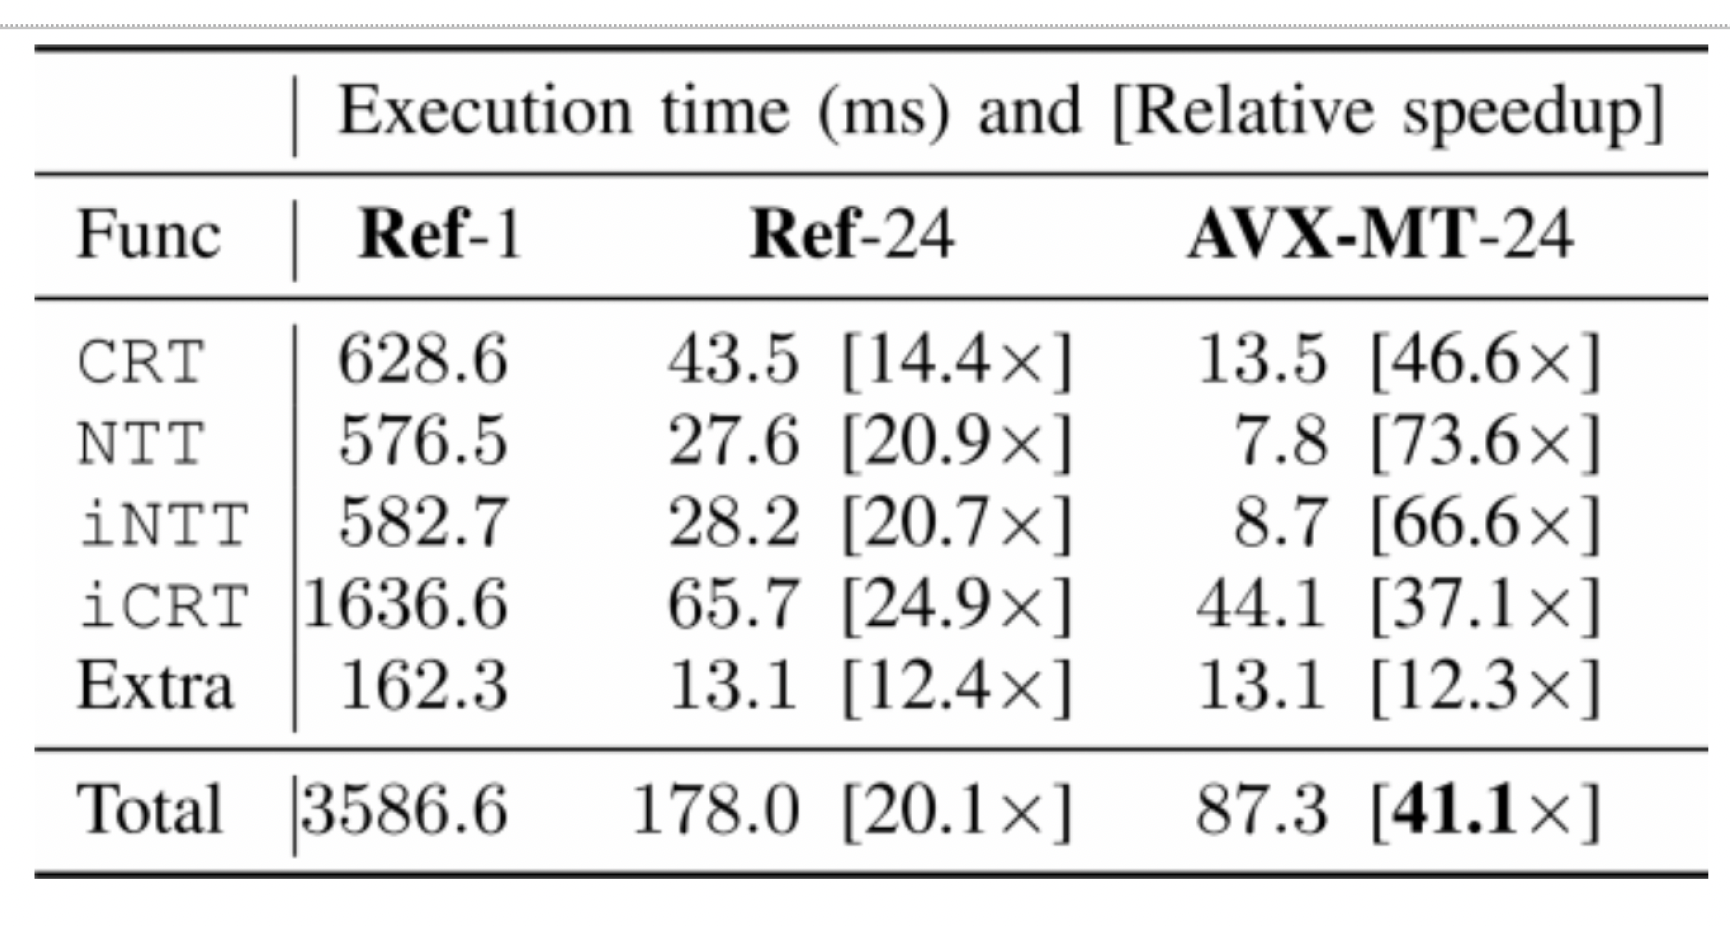 Execution time (ms) and [Relative speedup]
Func Ref-1 Ref-24 AVX-MT-24
CRT 628.6 43.5 [14.4×] 13.5 [46.6×]
NTT 576.5 27.6 [20.9×] 7.8 [73.6×]
iNTT 582.7 28.2 [20.7×] 8.7 [66.6×]
iCRT 1636.6 65.7 [24.9×] 44.1 [37.1×]
Extra 162.3 13.1 [12.4×] 13.1 [12.3×]
Total 3586.6 178.0 [20.1×] 87.3 [41.1×]